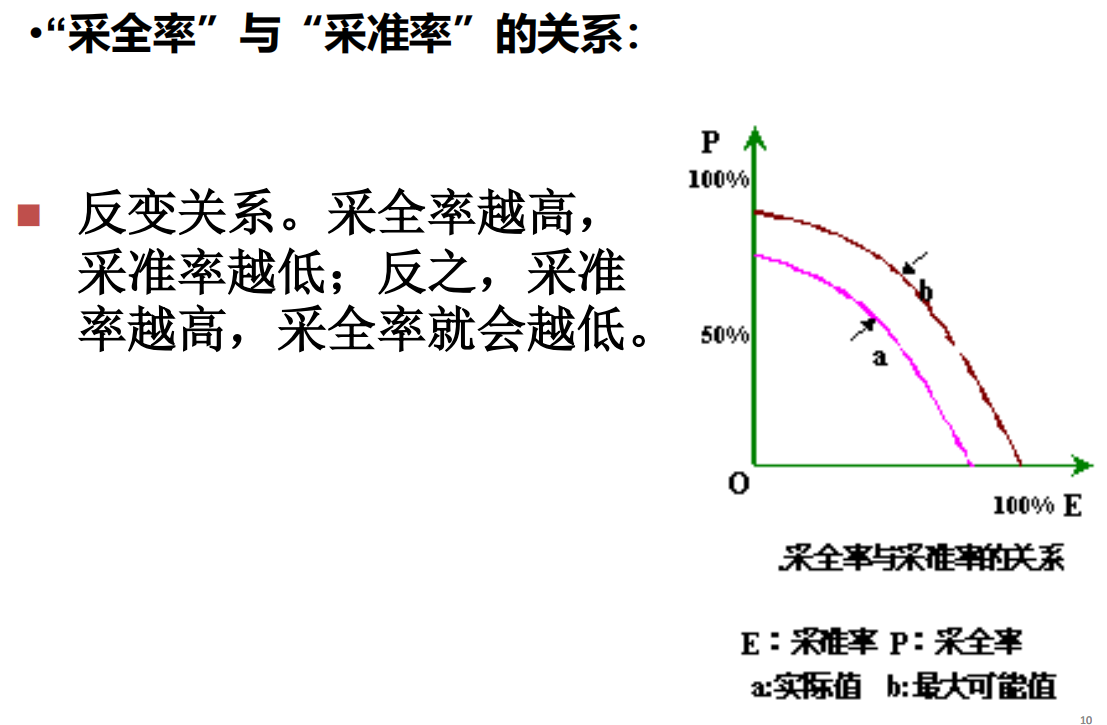 •“采全率”与“采准率”的关系：
反变关系。采全率越高，
采准率越低；反之，采准
率越高，采全率就会越低。
P
100%
b
50%
a
O
100% E
.采全率与采准率的关系
E：采准率 P：采全率
a:实际值 b:最大可能值
10